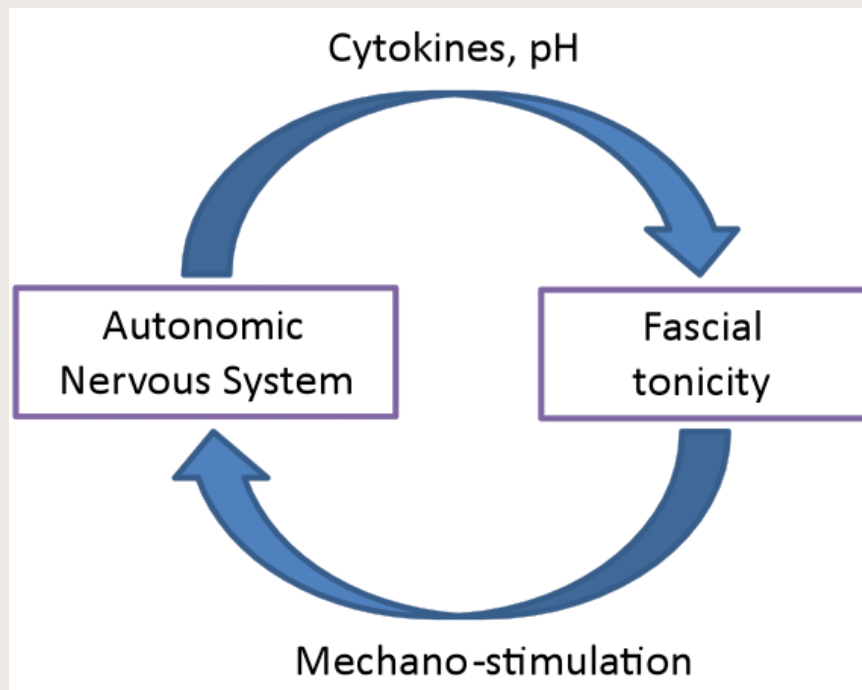 Cytokines, pH
Autonomic
Nervous System
Fascial
tonicity
Mechano-stimulation